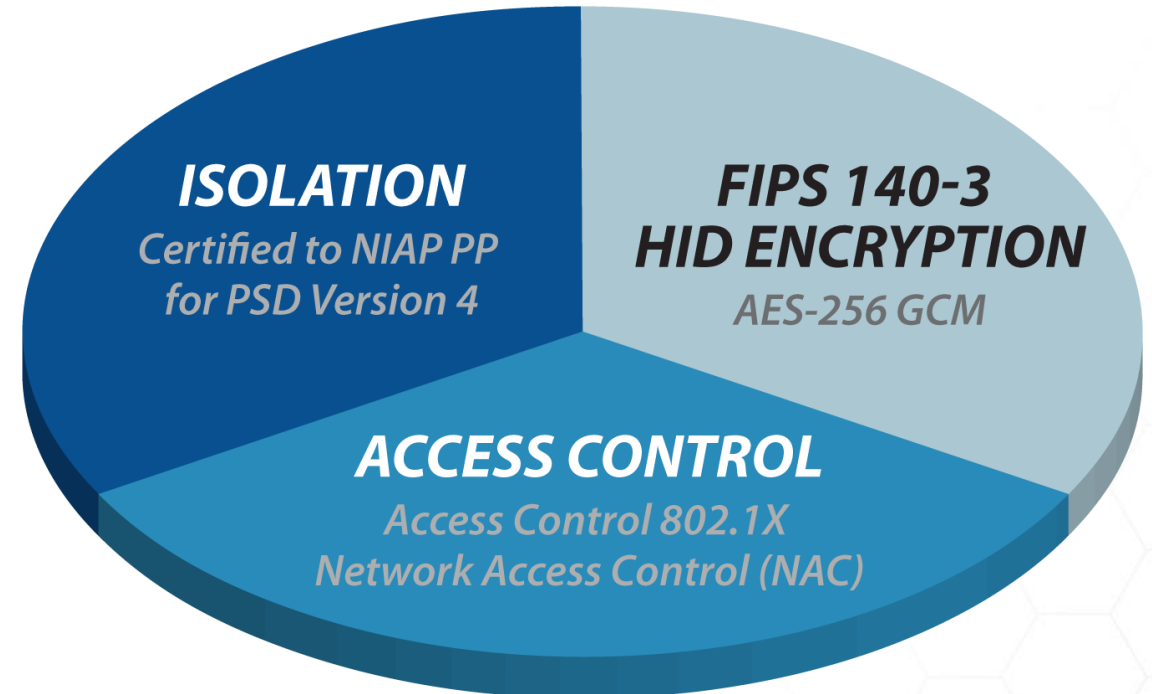 ISOLATION
Certified to NIAP PP
for PSD Version 4
FIPS 140-3
HID ENCRYPTION
AES-256 GCM
ACCESS CONTROL
Access Control 802.1X
Network Access Control (NAC)